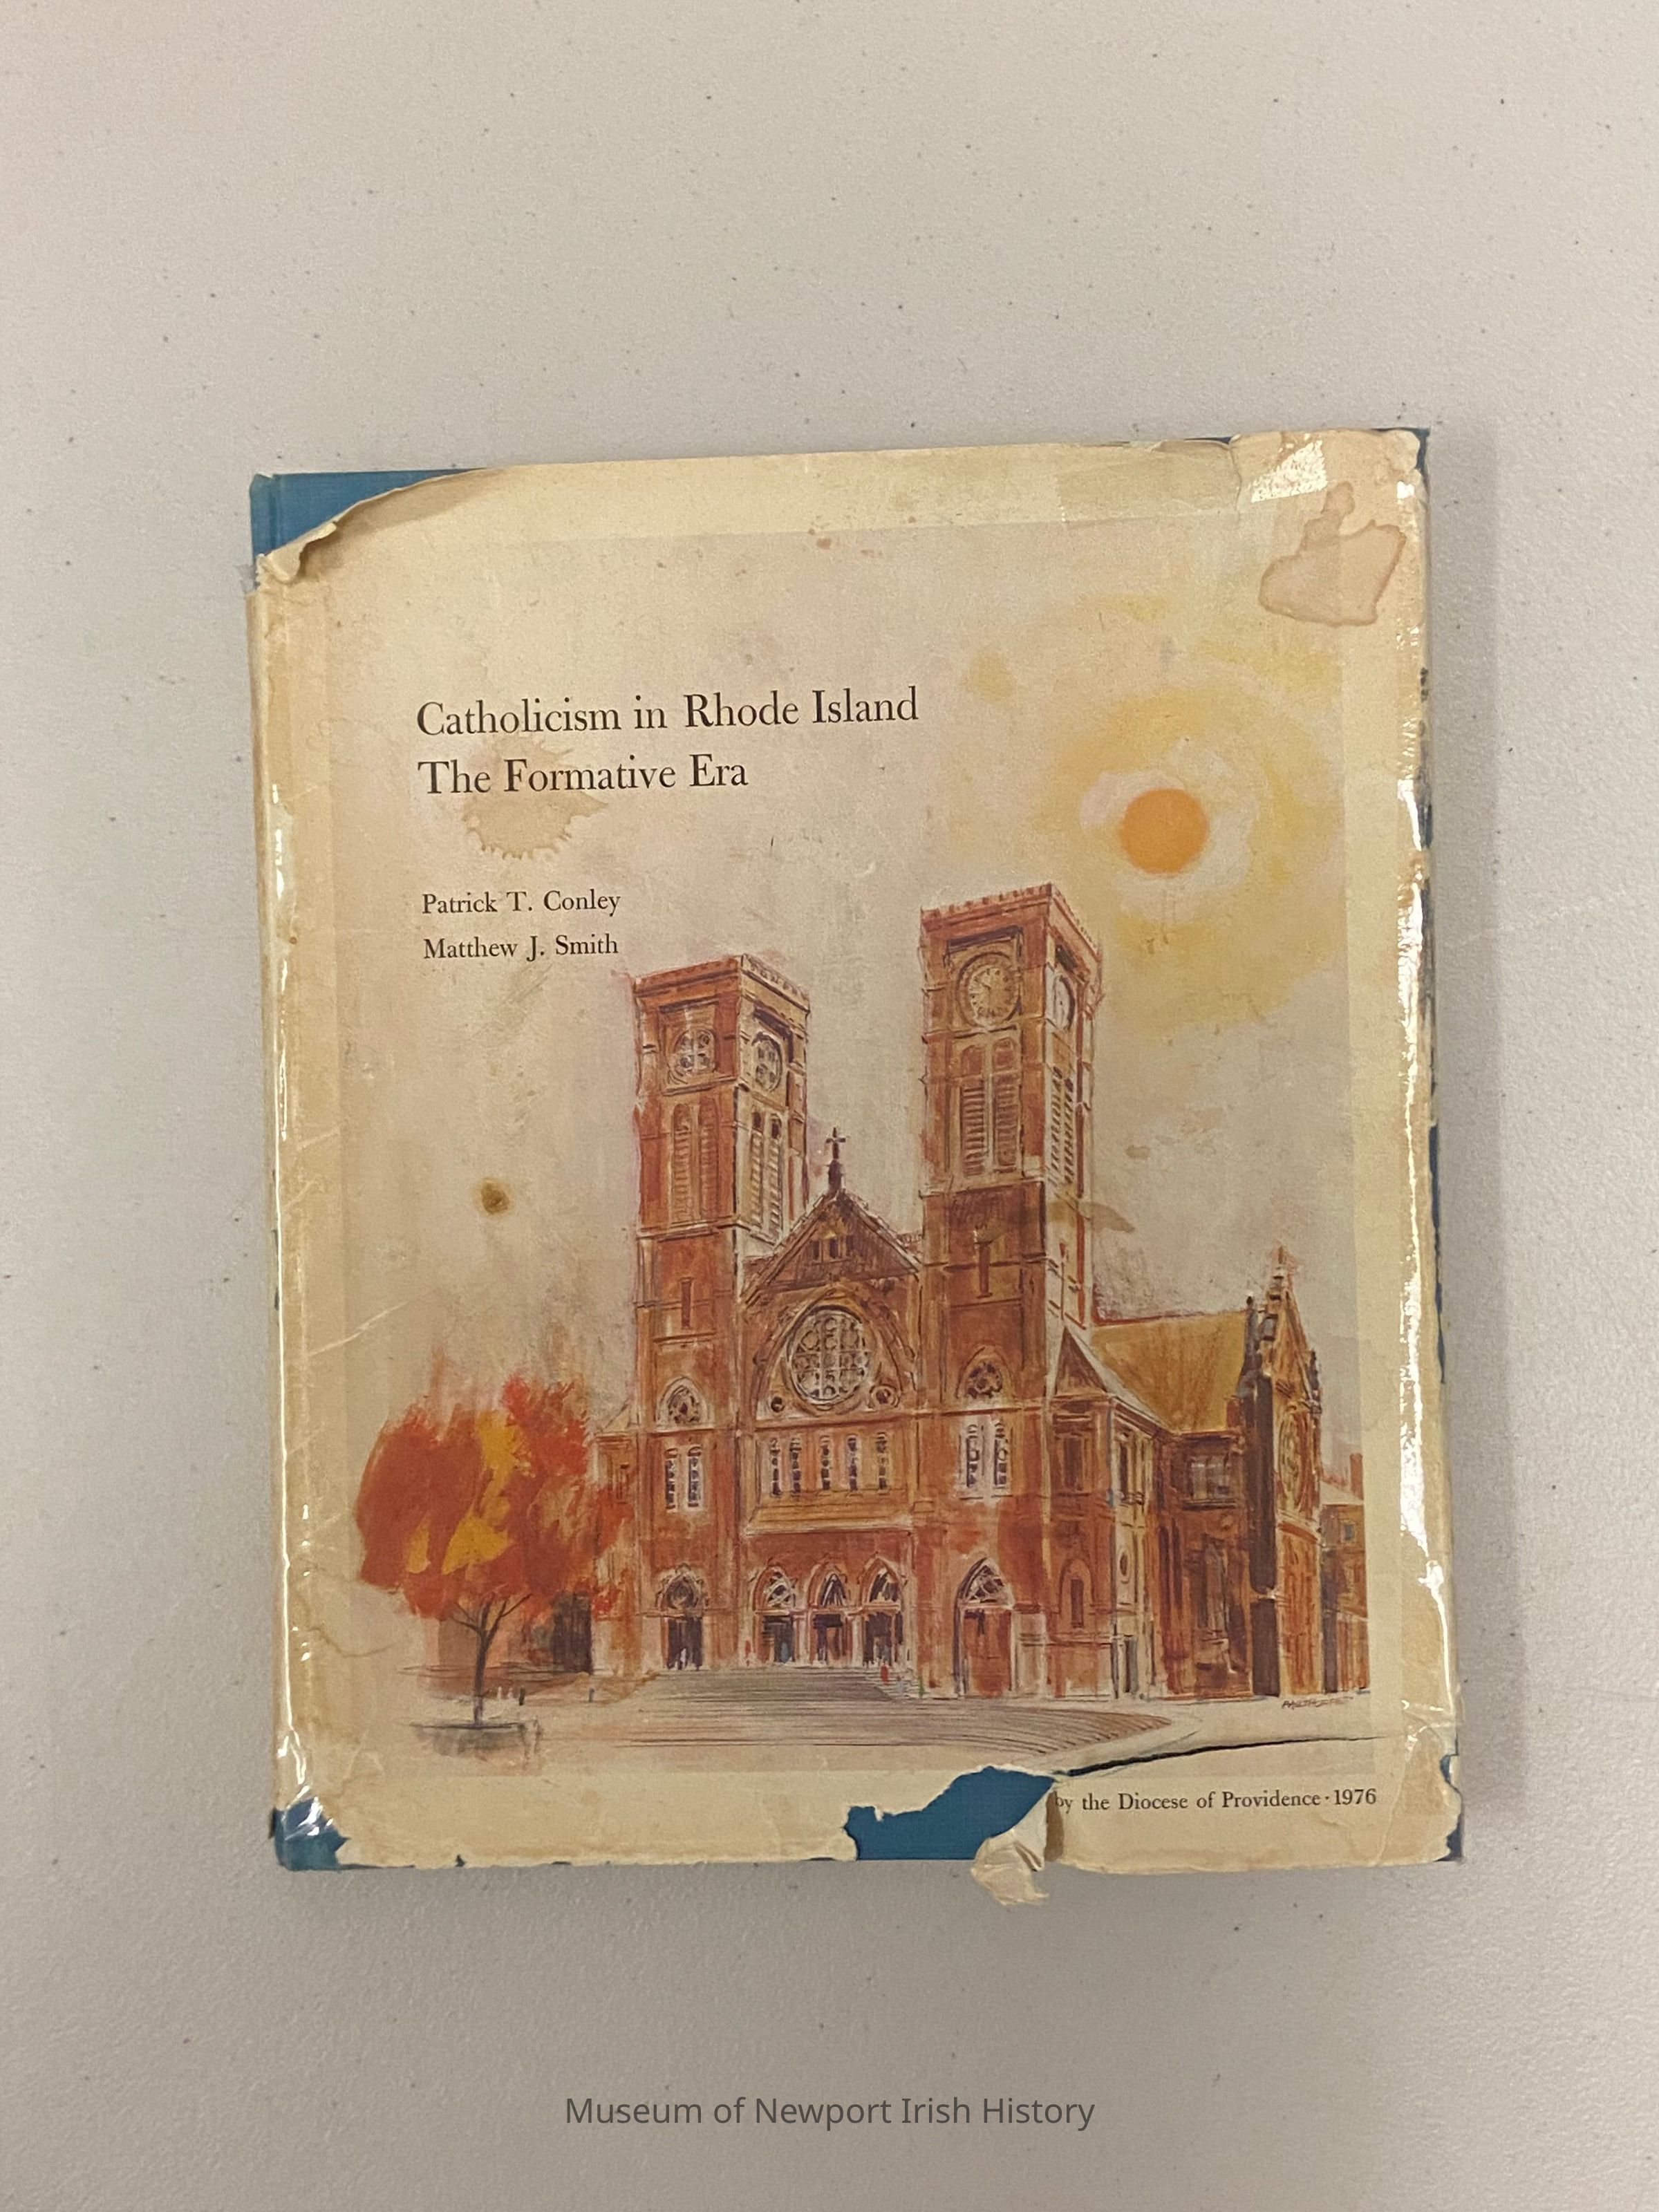 Catholicism in Rhode Island
The Formative Era
Patrick T. Conley
Matthew J. Smith
by the Diocese of Providence · 1976
Museum of Newport Irish History